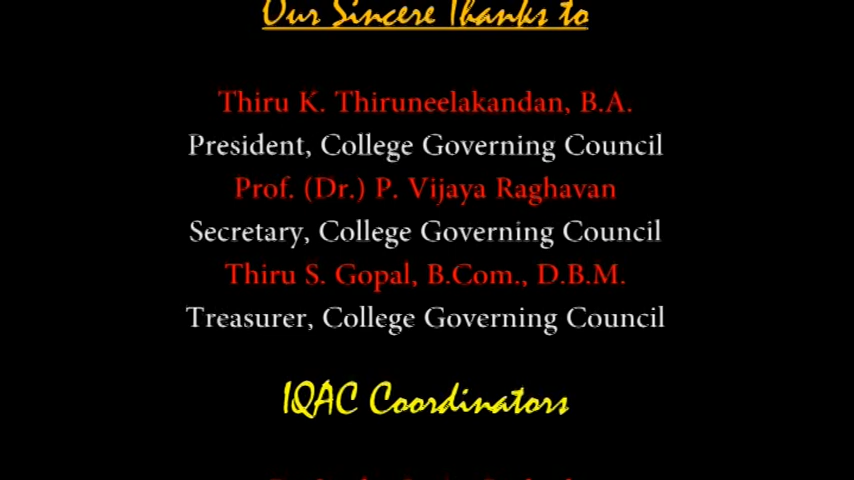 Our Sincere Thanks to
Thiru K. Thiruneelakandan, B.A.
President, College Governing Council
Prof. (Dr.) P. Vijaya Raghavan
Secretary, College Governing Council
Thiru S. Gopal, B.Com., D.B.M.
Treasurer, College Governing Council
IQAC Coordinators